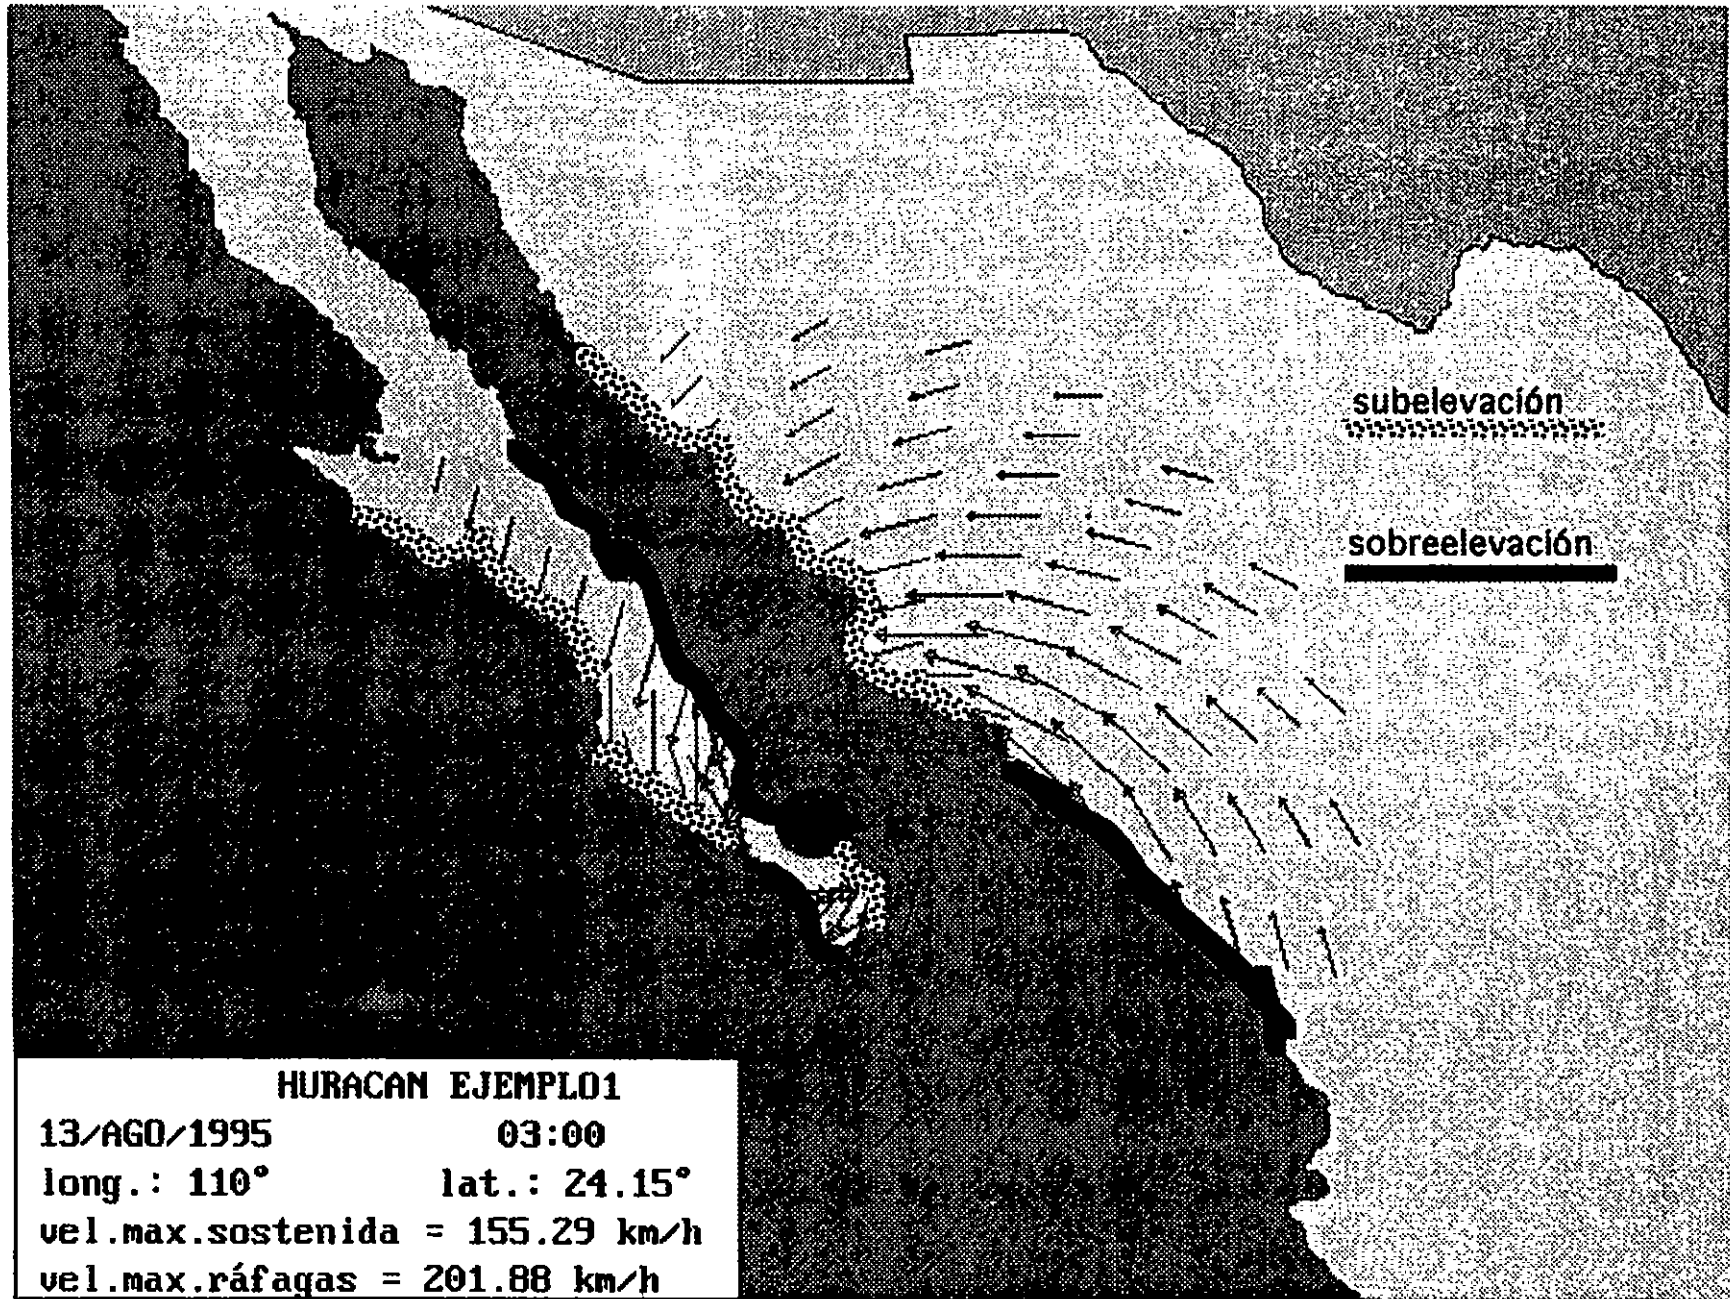 subelevación
sobreelevación
HURACAN EJEMPLO1
13/AGO/1995 03:00
long.: 110° lat.: 24.15°
vel.max.sostenida = 155.29 km/h
vel.max.ráfagas = 201.88 km/h